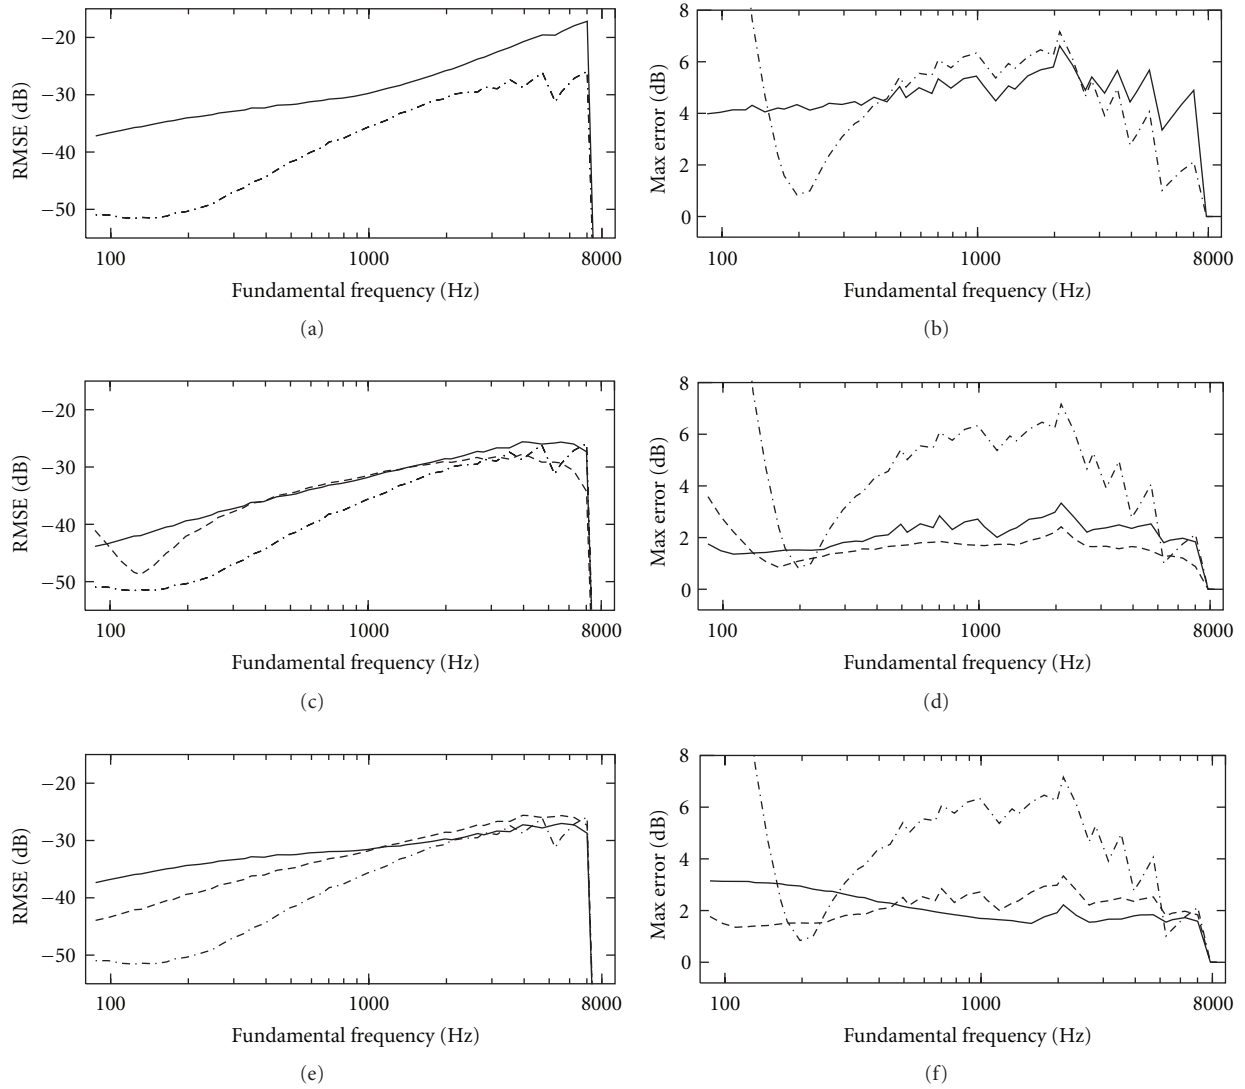 RMSE (dB)
−20
−30
−40
−50
100
1000
8000
Fundamental frequency (Hz)
(a)
Max error (dB)
8
6
4
2
0
100
1000
8000
Fundamental frequency (Hz)
(b)
RMSE (dB)
−20
−30
−40
−50
100
1000
8000
Fundamental frequency (Hz)
(c)
Max error (dB)
8
6
4
2
0
100
1000
8000
Fundamental frequency (Hz)
(d)
RMSE (dB)
−20
−30
−40
−50
100
1000
8000
Fundamental frequency (Hz)
(e)
Max error (dB)
8
6
4
2
0
100
1000
8000
Fundamental frequency (Hz)
(f)